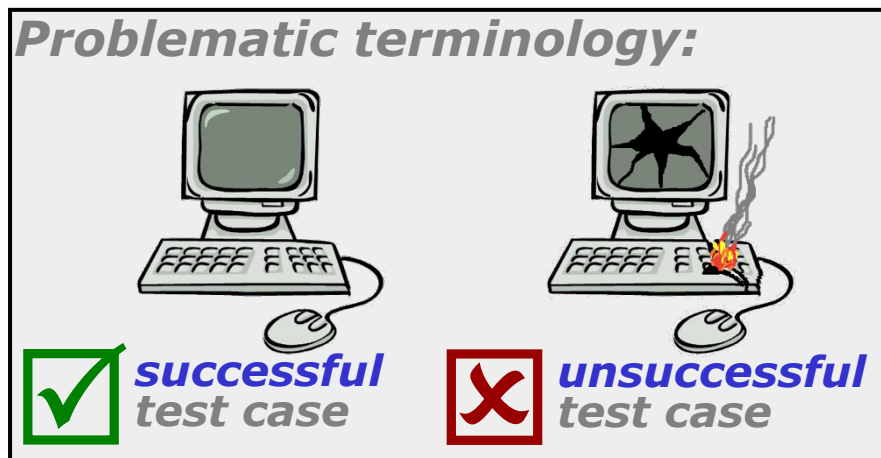 Problematic terminology:
successful
test case
unsuccessful
test case